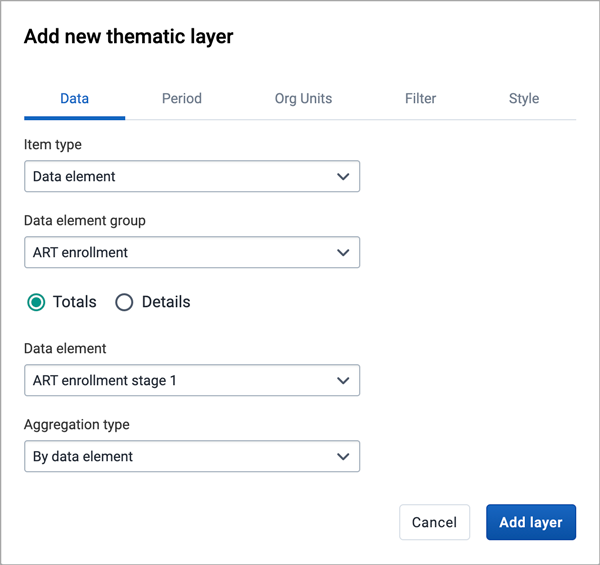 Add new thematic layer
Data Period Org Units Filter Style
Item type
Data element
Data element group
ART enrollment
Totals Details
Data element
ART enrollment stage 1
Aggregation type
By data element
Cancel Add layer